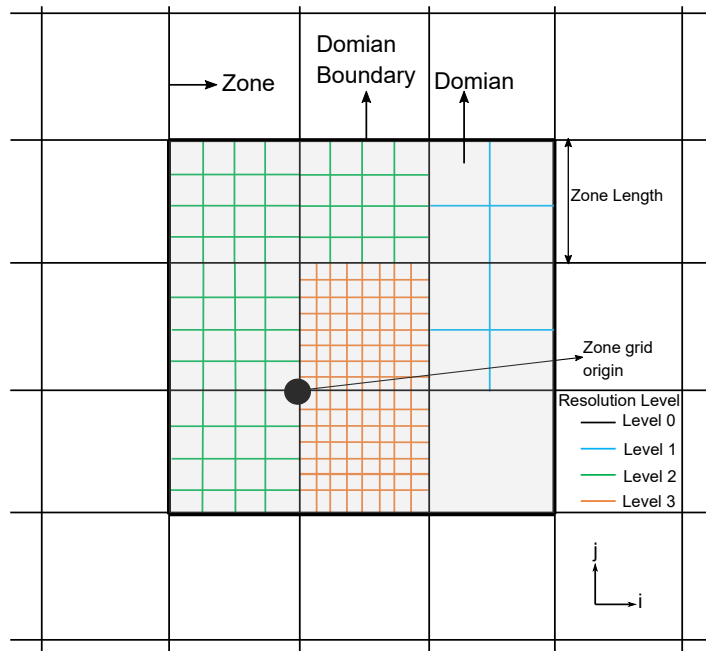 Domian
Boundary
Zone
Domian
Zone Length
Zone grid
origin
Resolution Level
Level 0
Level 1
Level 2
Level 3
j
i